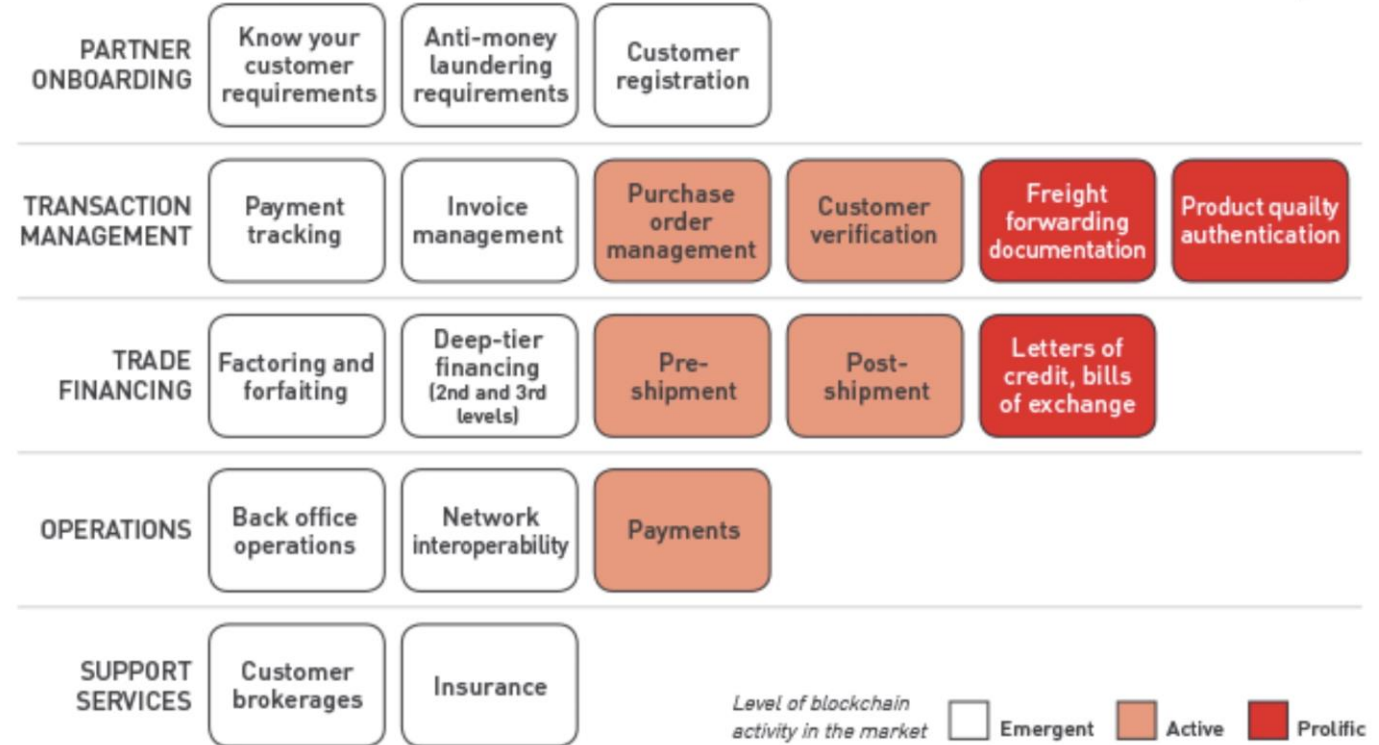 PARTNER
ONBOARDING
Know your
customer
requirements
Anti-money
laundering
requirements
Customer
registration
TRANSACTION
MANAGEMENT
Payment
tracking
Invoice
management
Purchase
order
management
Customer
verification
Freight
forwarding
documentation
Product quailty
authentication
TRADE
FINANCING
Factoring and
forfaiting
Deep-tier
financing
(2nd and 3rd
levels)
Pre-
shipment
Post-
shipment
Letters of
credit, bills
of exchange
OPERATIONS
Back office
operations
Network
interoperability
Payments
SUPPORT
SERVICES
Customer
brokerages
Insurance
Level of blockchain
activity in the market
Emergent
Active
Prolific